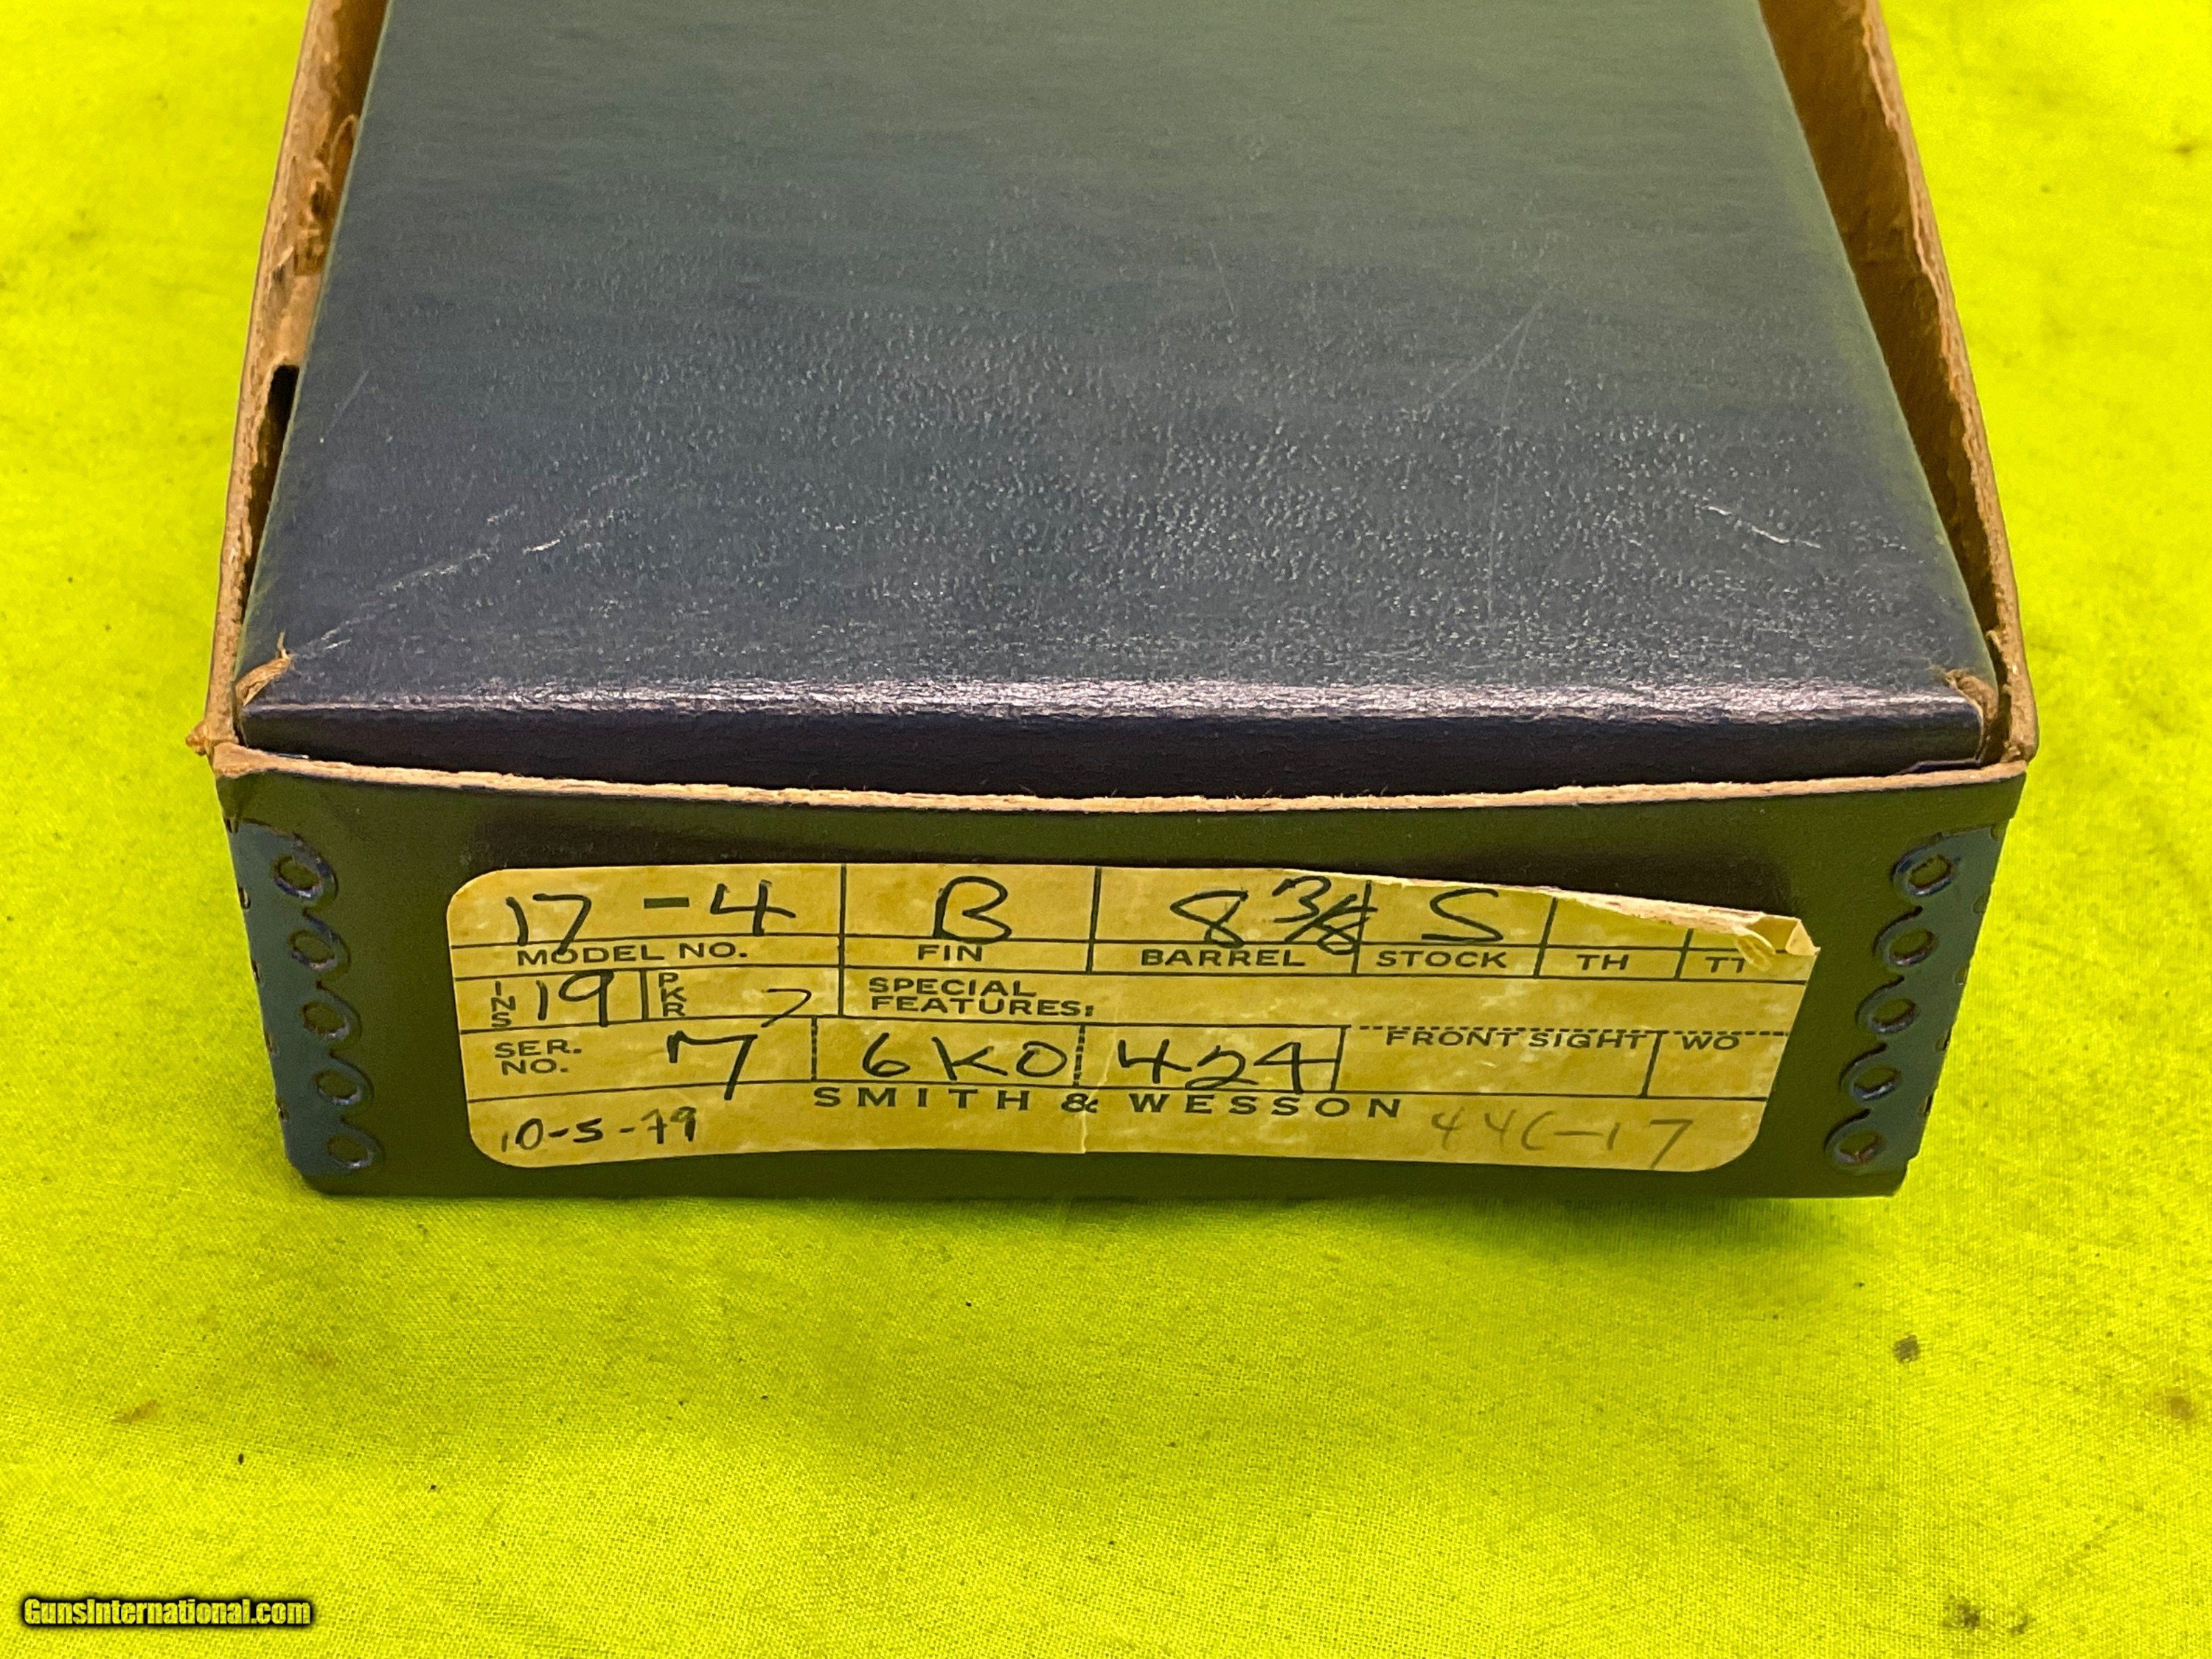 17-4 B 8 3/8 S
MODEL NO. FIN BARREL STOCK TH TT
INS 19 PKR 7 SPECIAL FEATURES:
SER. NO. 7 6K0 424 FRONT SIGHT WO
SMITH & WESSON
10-5-79 44C-17
GunsInternational.com